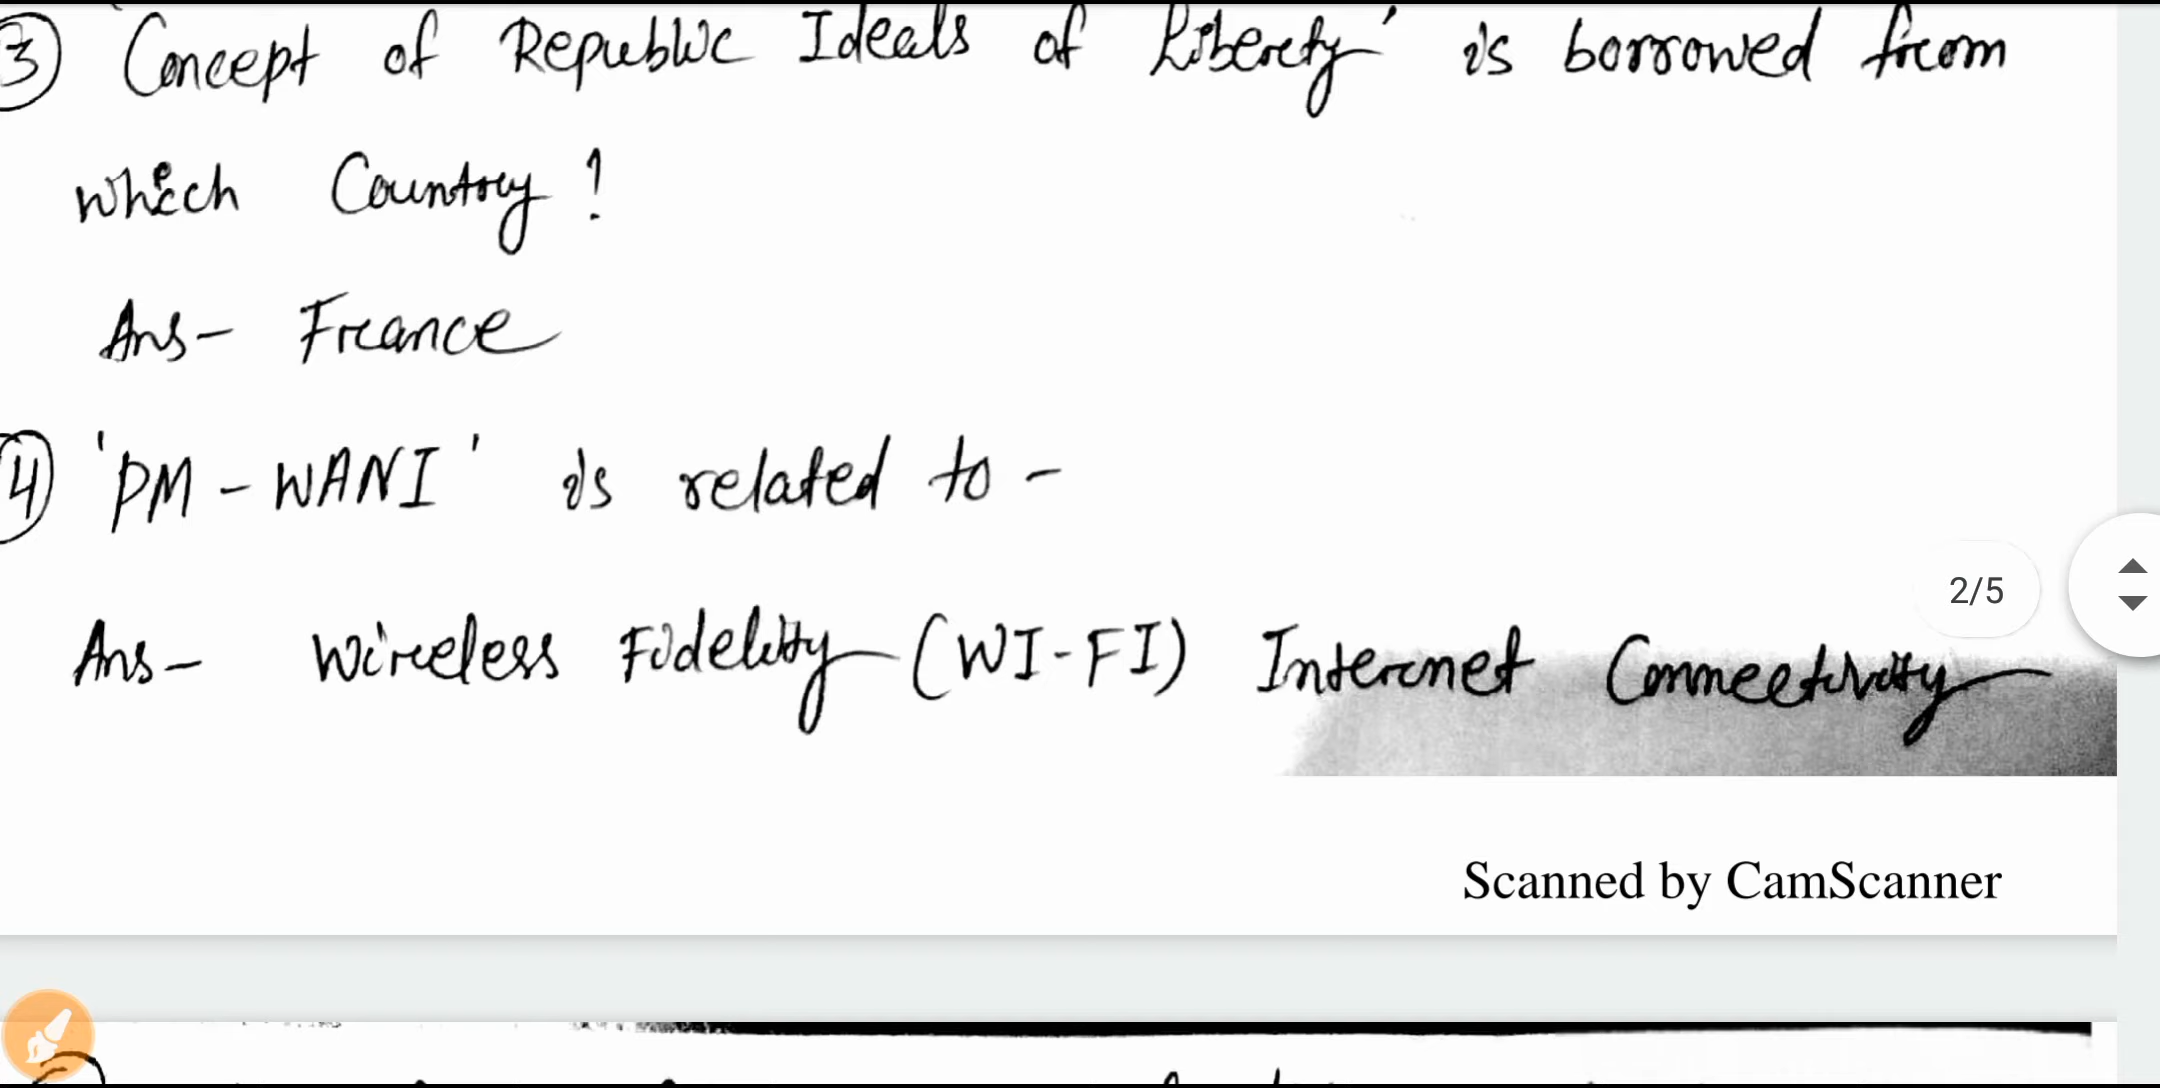 3 'Concept of Republic Ideals of Liberty' is borrowed from
which Country?
Ans- France
4 'PM-WANI' is related to -
2/5
Ans- Wireless Fidelity (WI-FI) Internet Connectivity
Scanned by CamScanner